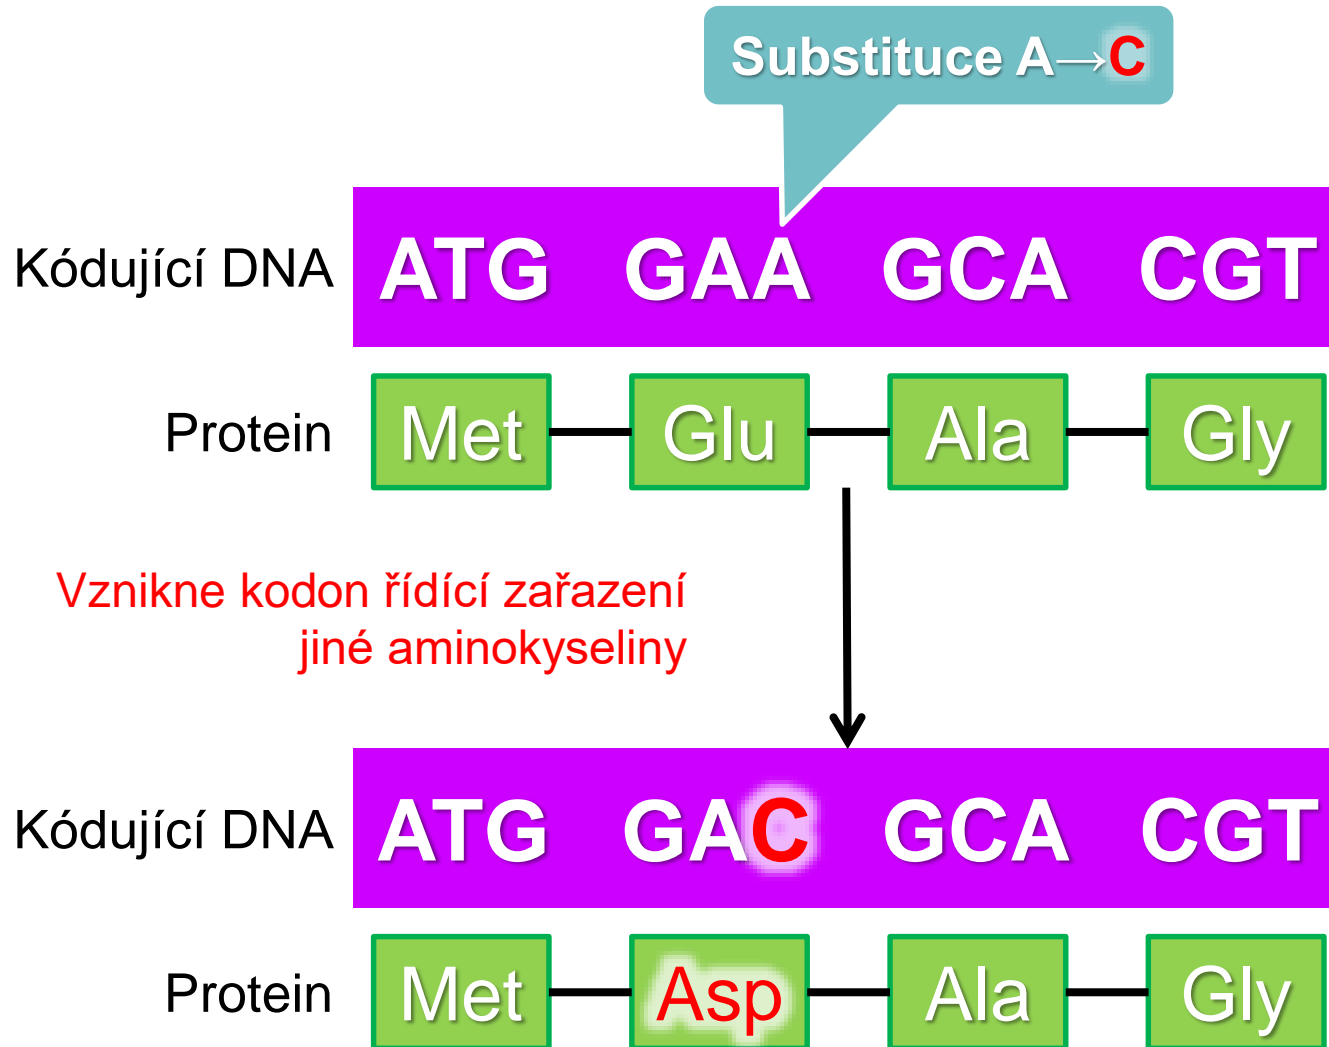 Substituce A→C
Kódující DNA ATG GAA GCA CGT
Protein Met Glu Ala Gly
Vznikne kodon řídící zařazení
jiné aminokyseliny
Kódující DNA ATG GAC GCA CGT
Protein Met Asp Ala Gly